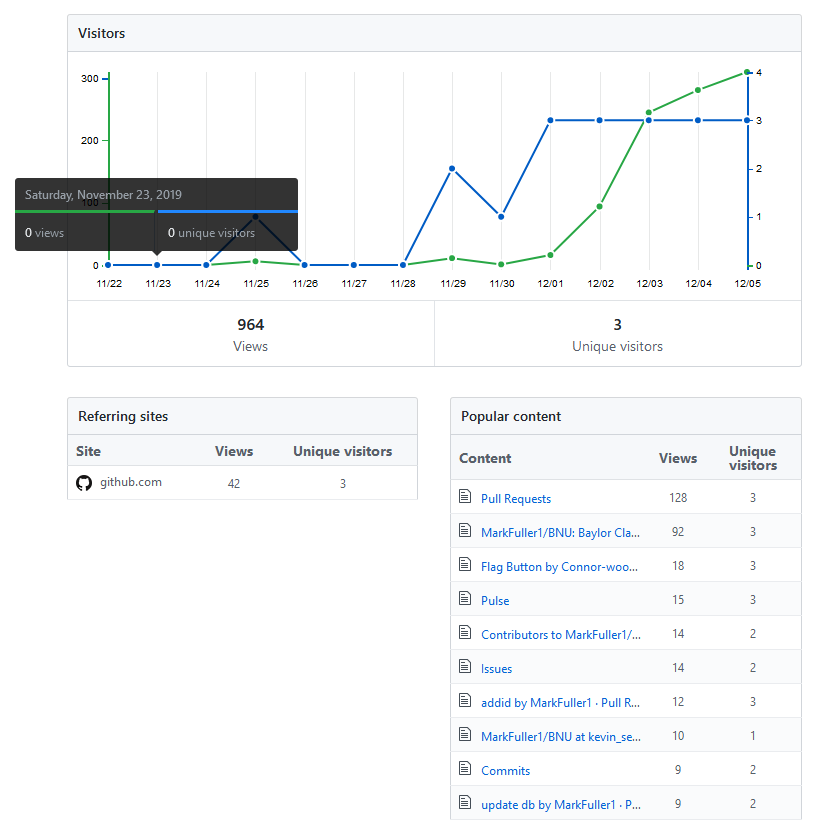 Visitors
300
200
100
0
4
3
2
1
0
Saturday, November 23, 2019
0 views 0 unique visitors
11/22 11/23 11/24 11/25 11/26 11/27 11/28 11/29 11/30 12/01 12/02 12/03 12/04 12/05
964 3
Views Unique visitors
Referring sites
Site Views Unique visitors
github.com 42 3
Popular content
Content Views Unique visitors
Pull Requests 128 3
MarkFuller1/BNU: Baylor Cla... 92 3
Flag Button by Connor-woo... 18 3
Pulse 15 3
Contributors to MarkFuller1/... 14 2
Issues 14 2
addid by MarkFuller1 · Pull R... 12 3
MarkFuller1/BNU at kevin_se... 10 1
Commits 9 2
update db by MarkFuller1 · P... 9 2